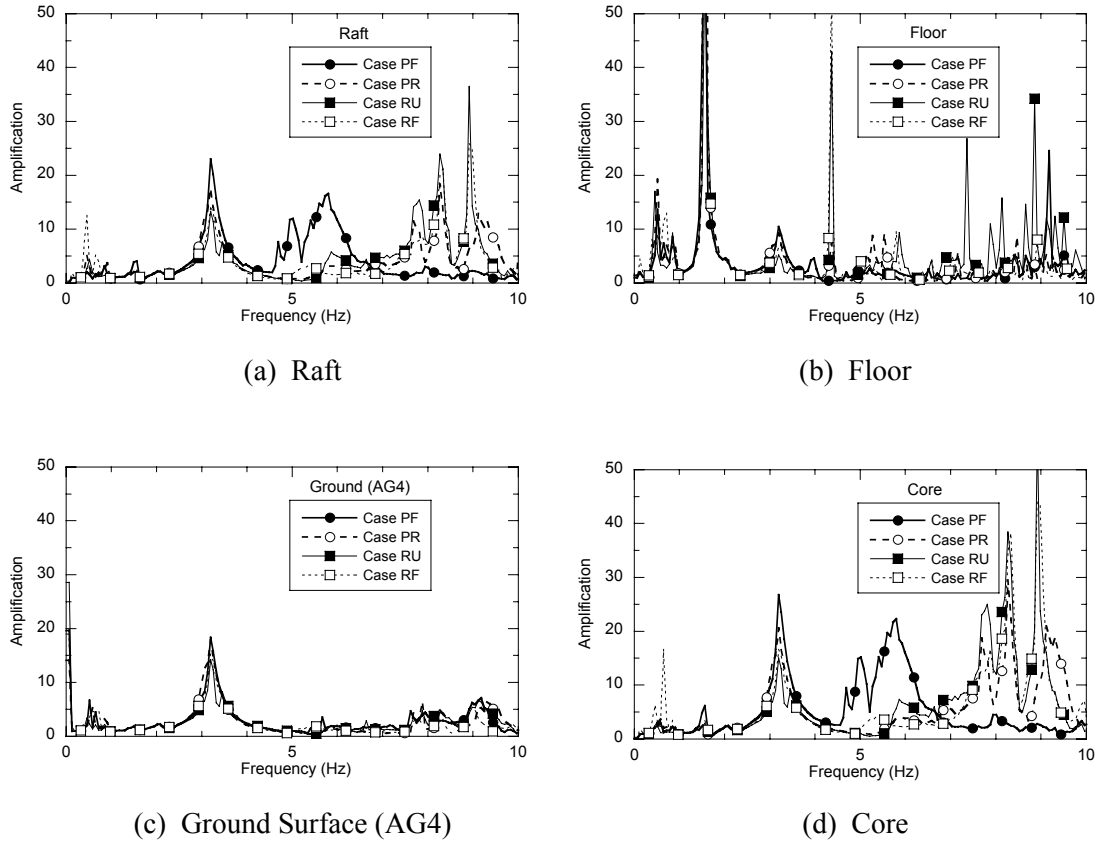 50
40
30
20
10
0
Amplification
Raft
Case PF
Case PR
Case RU
Case RF
0
5
10
Frequency (Hz)
(a) Raft
50
40
30
20
10
0
Amplification
Floor
Case PF
Case PR
Case RU
Case RF
0
5
10
Frequency (Hz)
(b) Floor
50
40
30
20
10
0
Amplification
Ground (AG4)
Case PF
Case PR
Case RU
Case RF
0
5
10
Frequency (Hz)
(c) Ground Surface (AG4)
50
40
30
20
10
0
Amplification
Core
Case PF
Case PR
Case RU
Case RF
0
5
10
Frequency (Hz)
(d) Core